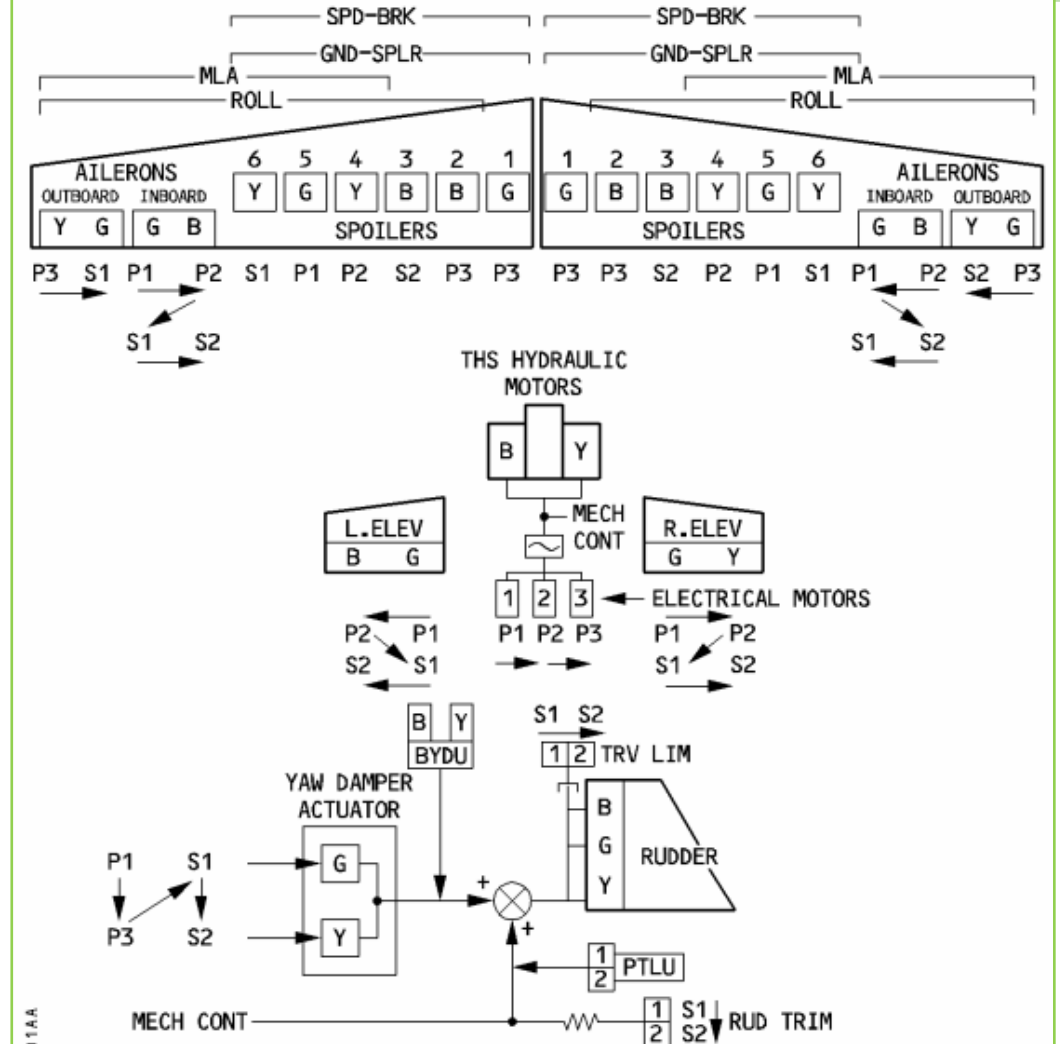 SPD-BRK SPD-BRK
GND-SPLR GND-SPLR
MLA MLA
ROLL ROLL
6 5 4 3 2 1 1 2 3 4 5 6
AILERONS AILERONS
Y G Y B B G G B B Y G Y
OUTBOARD INBOARD INBOARD OUTBOARD
Y G G B SPOILERS SPOILERS G B Y G
P3 S1 P1 P2 S1 P1 P2 S2 P3 P3 P3 P3 S2 P2 P1 S1 P1 P2 S2 P3
S1 S2 S1 S2
THS HYDRAULIC
MOTORS
B Y
MECH
CONT
L.ELEV R.ELEV
B G G Y
1 2 3 ELECTRICAL MOTORS
P2 P1 P1 P2 P3 P1 P2
S2 S1 S1 S2
B Y
BYDU
S1 S2
1 2 TRV LIM
YAW DAMPER
ACTUATOR
B
G RUDDER
Y
P1 S1 G
+
P3 S2 Y
+
1
2 PTLU
MECH CONT
1 S1
2 S2
RUD TRIM